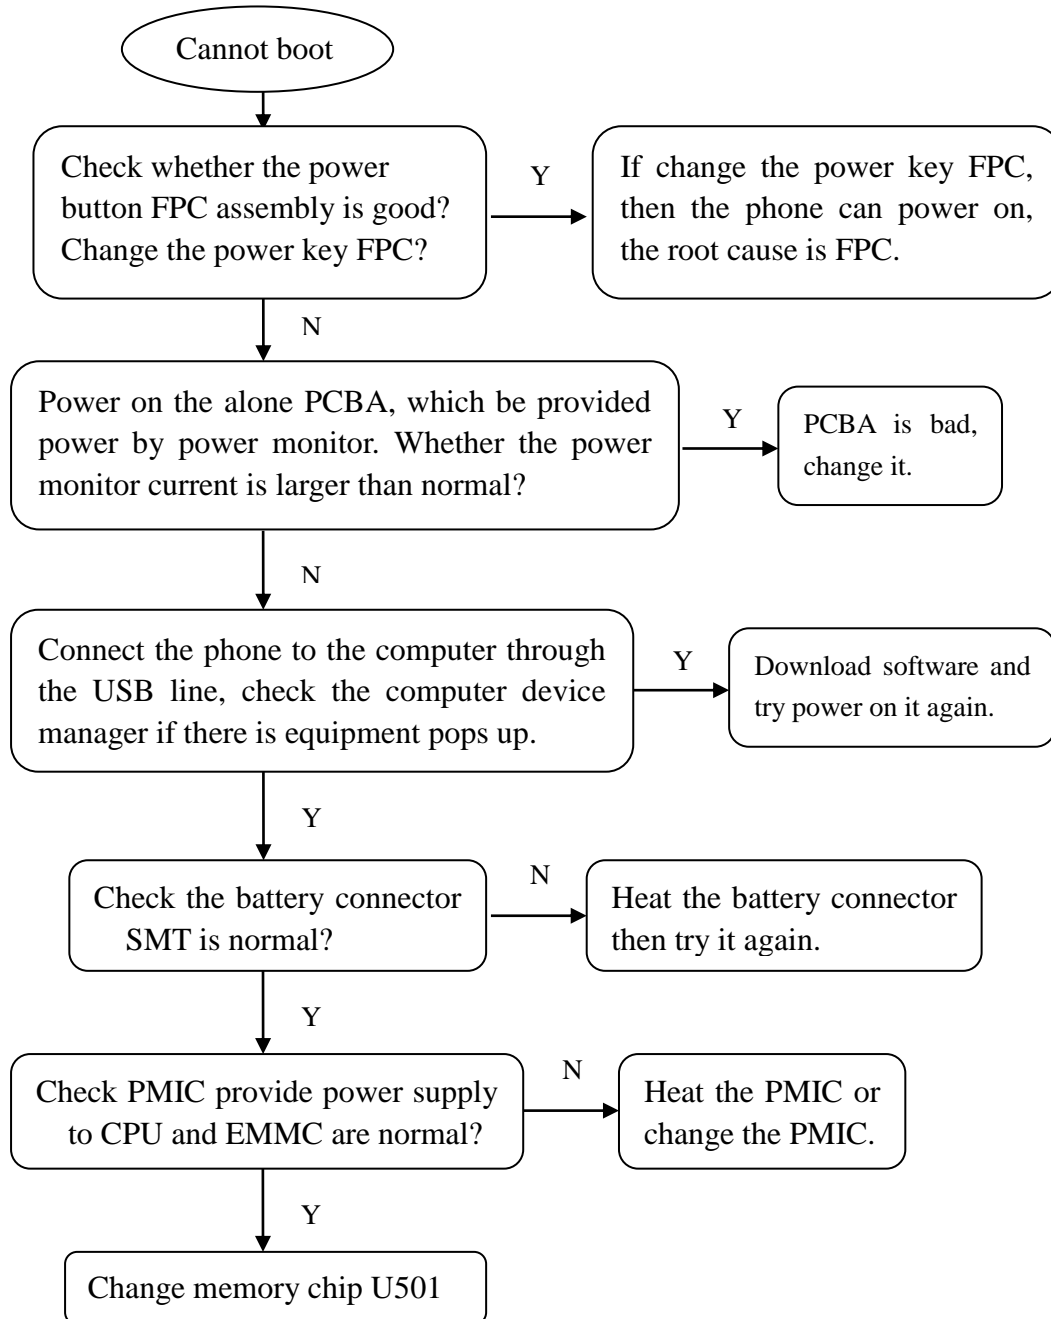 Cannot boot
Check whether the power
button FPC assembly is good?
Change the power key FPC?
Y
If change the power key FPC,
then the phone can power on,
the root cause is FPC.
N
Power on the alone PCBA, which be provided
power by power monitor. Whether the power
monitor current is larger than normal?
Y
PCBA is bad,
change it.
N
Connect the phone to the computer through
the USB line, check the computer device
manager if there is equipment pops up.
Y
Download software and
try power on it again.
Y
Check the battery connector
SMT is normal?
N
Heat the battery connector
then try it again.
Y
Check PMIC provide power supply
to CPU and EMMC are normal?
N
Heat the PMIC or
change the PMIC.
Y
Change memory chip U501